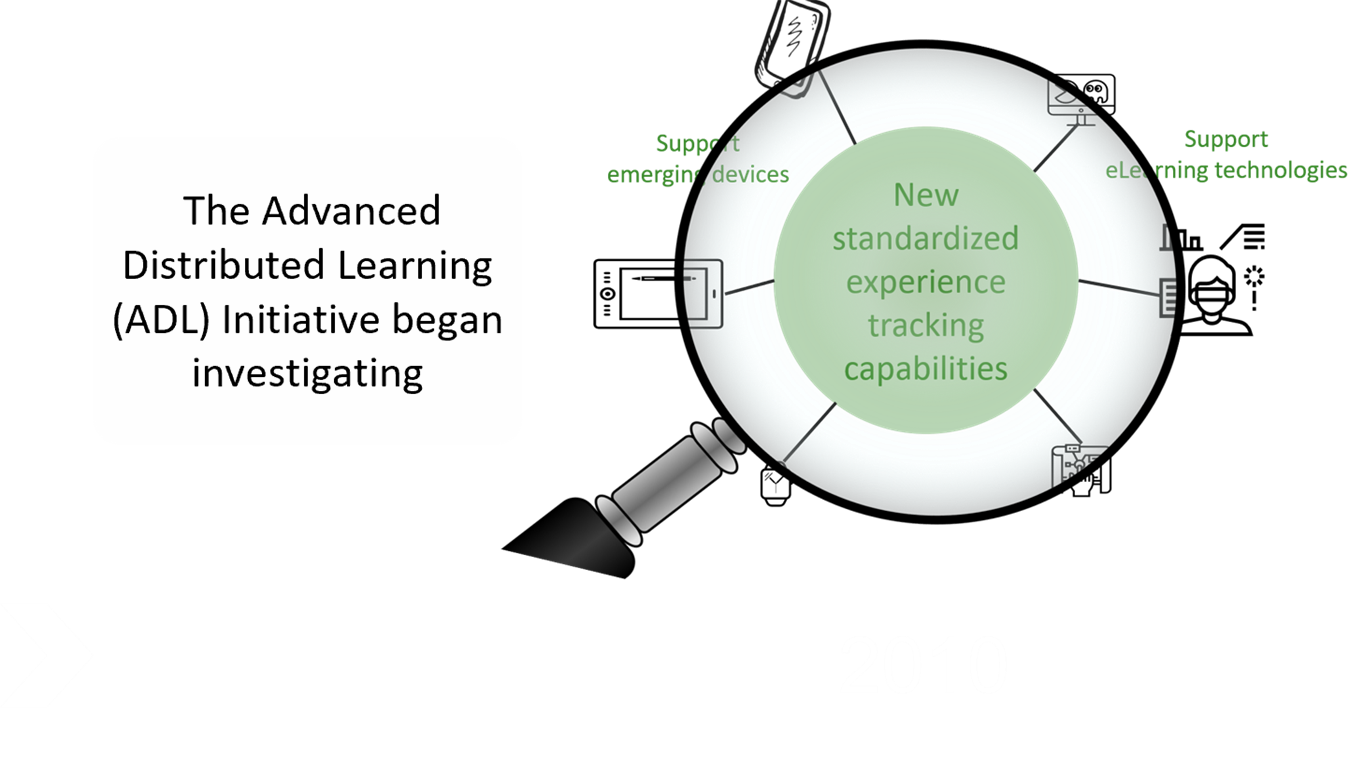 The Advanced
Distributed Learning
(ADL) Initiative began
investigating
Support
emerging devices
New
standardized
experience
tracking
capabilities
Support
eLearning technologies